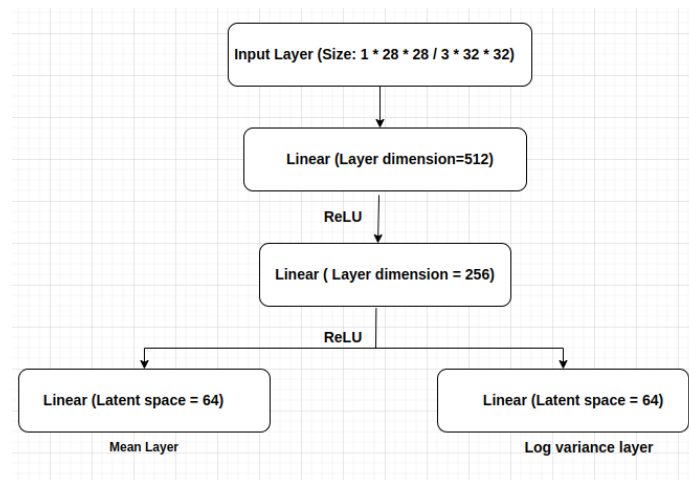 Input Layer (Size: 1 * 28 * 28 / 3 * 32 * 32)
Linear (Layer dimension=512)
ReLU
Linear ( Layer dimension = 256)
ReLU
Linear (Latent space = 64)
Linear (Latent space = 64)
Mean Layer
Log variance layer